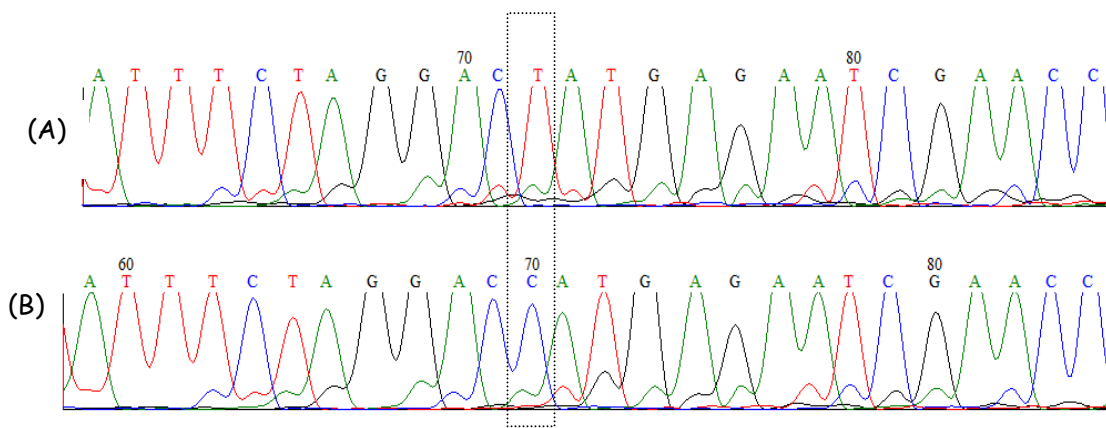 70 80
A T T T C T A G G A C T A T G A G A A T C G A A C C
(A)
60 70 80
A T T T C T A G G A C C A T G A G A A T C G A A C C
(B)